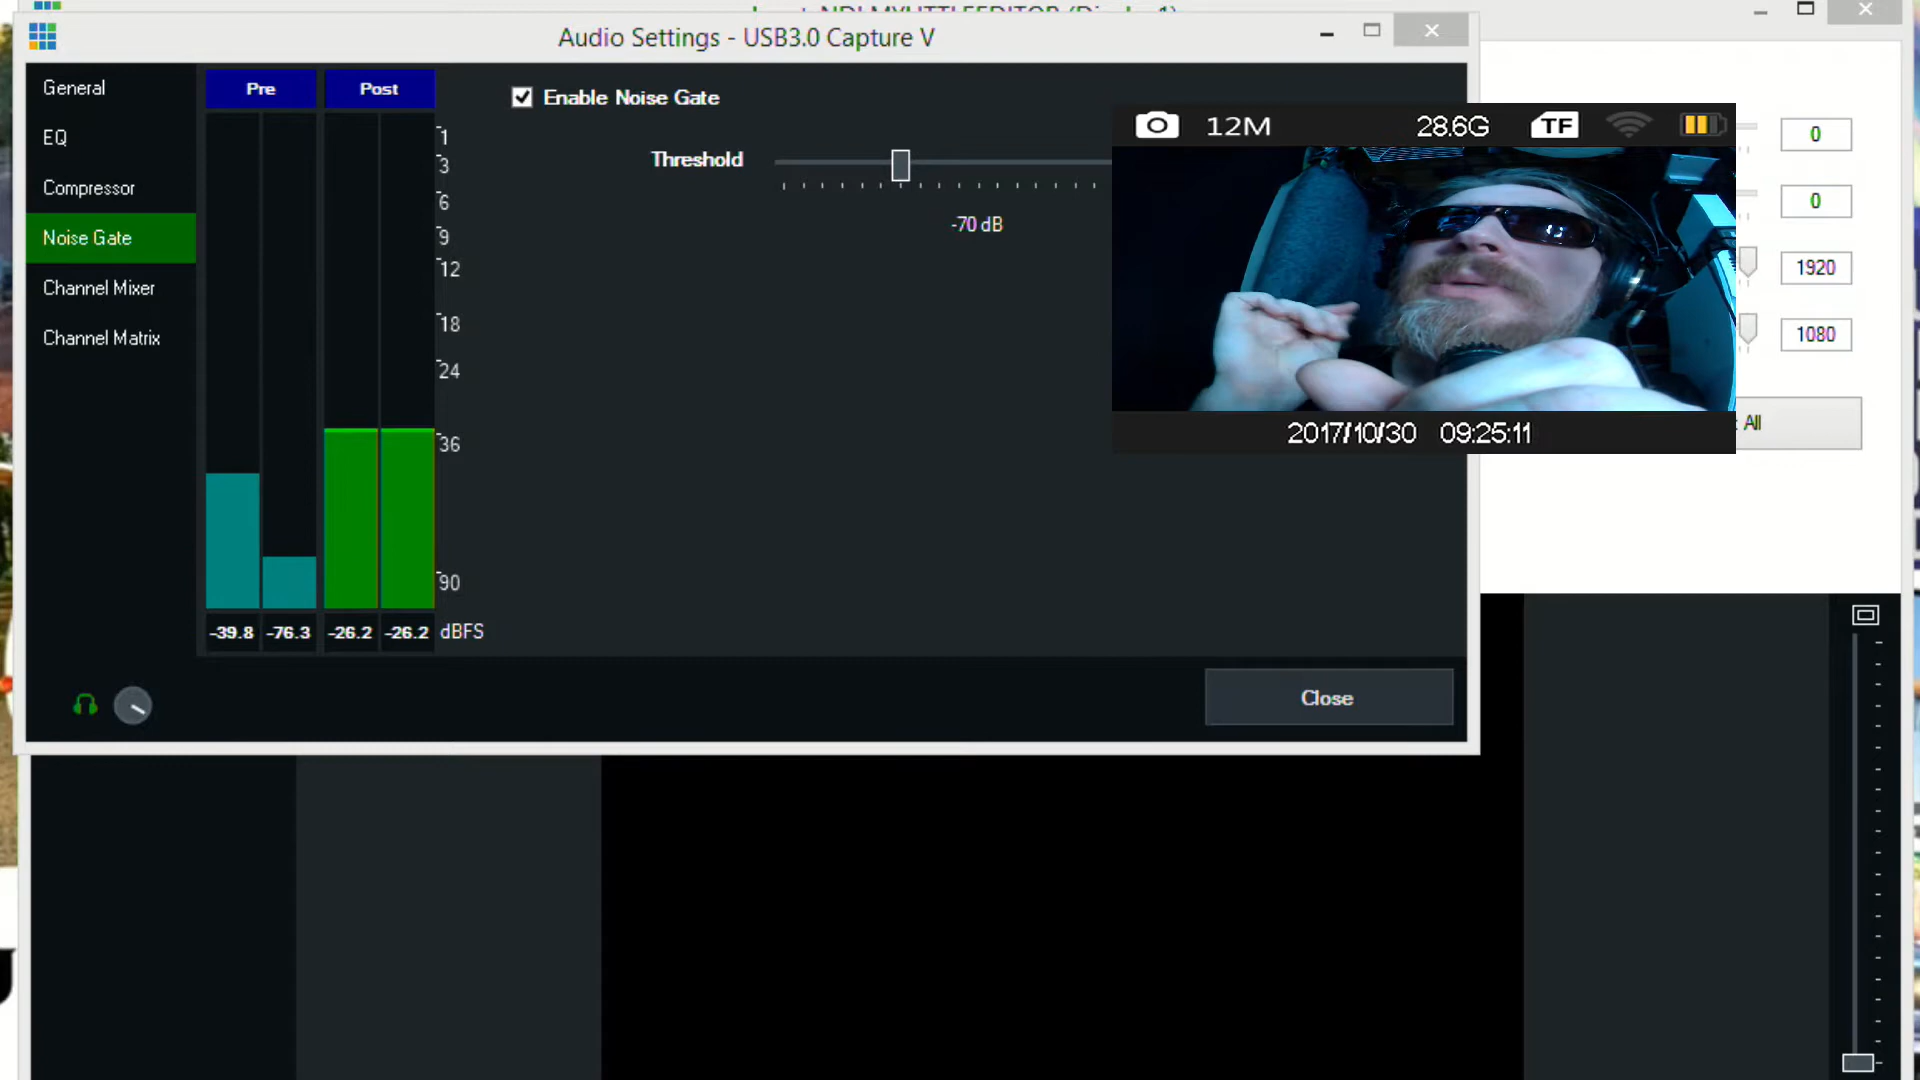 Audio Settings - USB3.0 Capture V
General
EQ
Compressor
Noise Gate
Channel Mixer
Channel Matrix
Pre
Post
1
3
6
9
12
18
24
36
90
-39.8
-76.3
-26.2
-26.2
dBFS
Enable Noise Gate
Threshold
-70 dB
12M
28.6G
TF
2017/10/30 09:25:11
0
0
1920
1080
All
Close